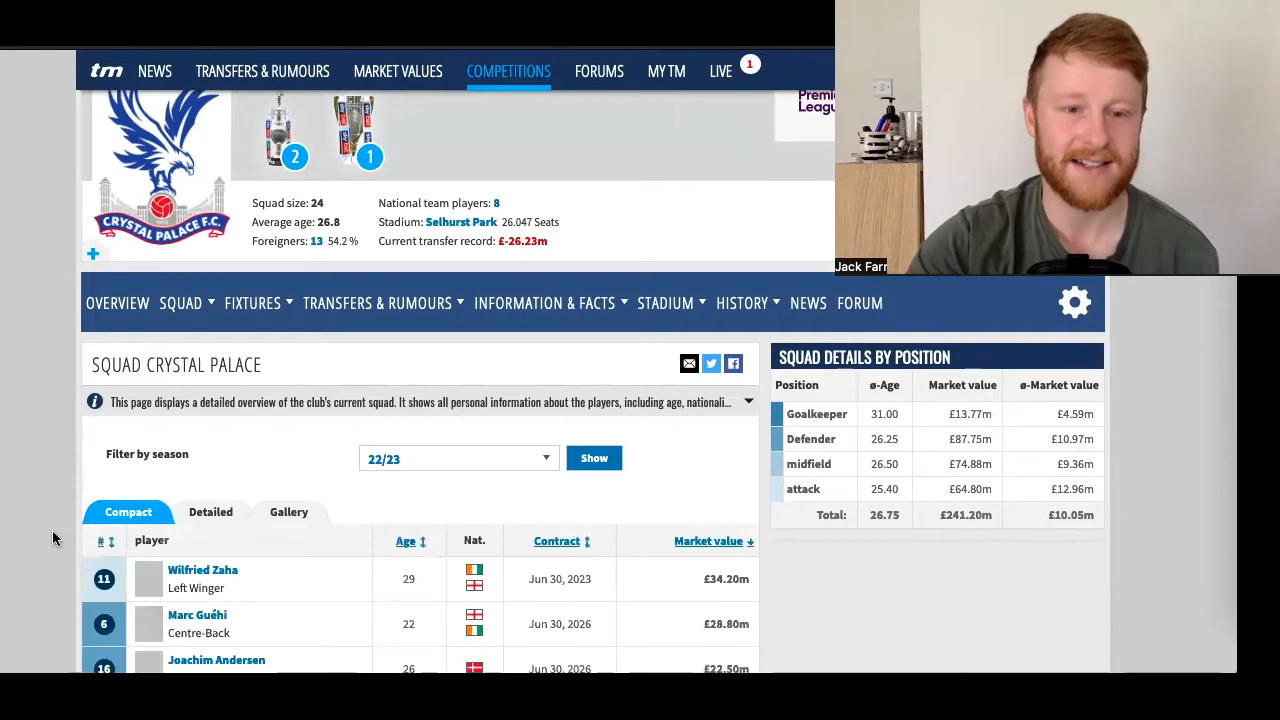 tm NEWS TRANSFERS & RUMOURS MARKET VALUES COMPETITIONS FORUMS MY TM LIVE 1
Premie
League
2 1
CRYSTAL PALACE F.C.
Squad size: 24 National team players: 8
Average age: 26.8 Stadium: Selhurst Park 26.047 Seats
Foreigners: 13 54.2 % Current transfer record: £-26.23m
Jack Farr
OVERVIEW SQUAD FIXTURES TRANSFERS & RUMOURS INFORMATION & FACTS STADIUM HISTORY NEWS FORUM
SQUAD CRYSTAL PALACE
This page displays a detailed overview of the club's current squad. It shows all personal information about the players, including age, nationali...
Filter by season 22/23 Show
Compact Detailed Gallery
# player Age Nat. Contract Market value
11 Wilfried Zaha 29 Jun 30, 2023 £34.20m
Left Winger
6 Marc Guéhi 22 Jun 30, 2026 £28.80m
Centre-Back
16 Joachim Andersen 26 Jun 30, 2026 £22.50m
SQUAD DETAILS BY POSITION
Position ø-Age Market value ø-Market value
Goalkeeper 31.00 £13.77m £4.59m
Defender 26.25 £87.75m £10.97m
midfield 26.50 £74.88m £9.36m
attack 25.40 £64.80m £12.96m
Total: 26.75 £241.20m £10.05m